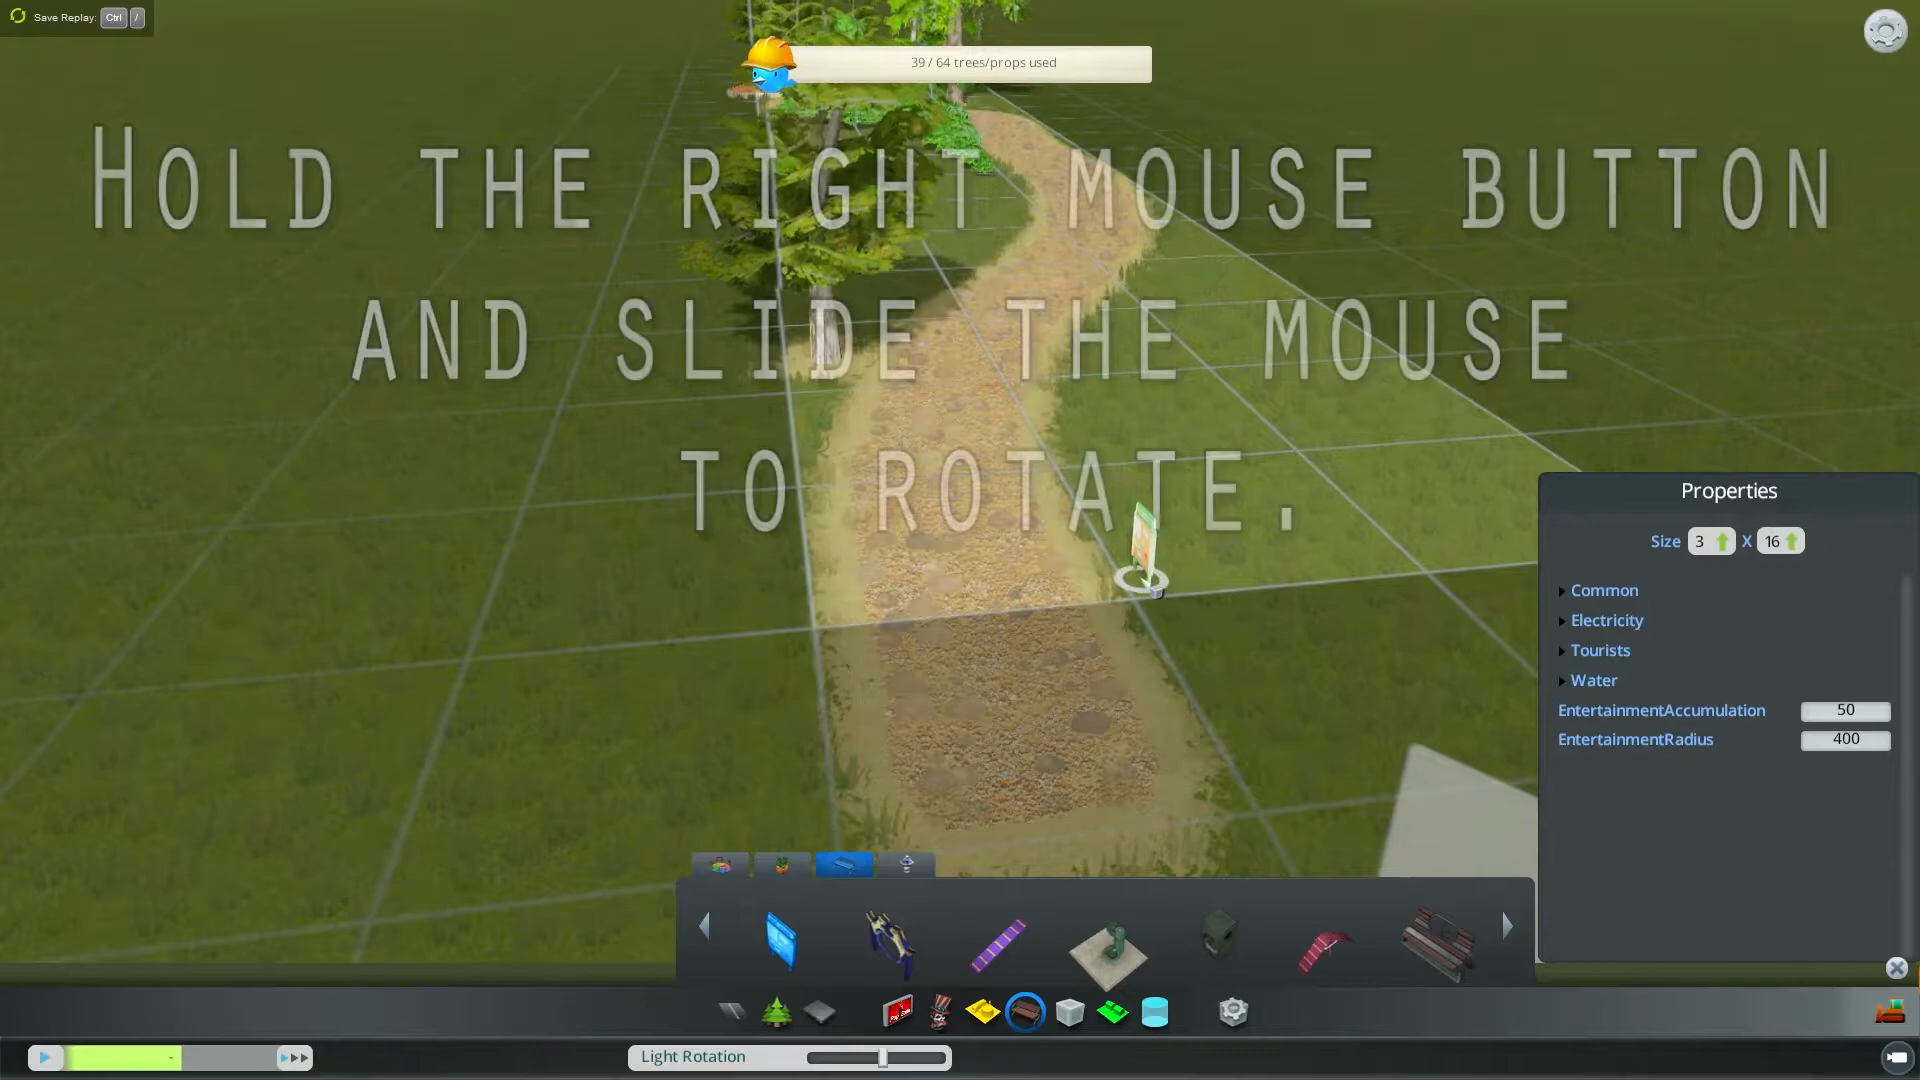 Save Replay: Ctrl /
39 / 64 trees/props used
HOLD THE RIGHT MOUSE BUTTON
AND SLIDE THE MOUSE
TO ROTATE.
Properties
Size 3 X 16
Common
Electricity
Tourists
Water
EntertainmentAccumulation 50
EntertainmentRadius 400
Light Rotation